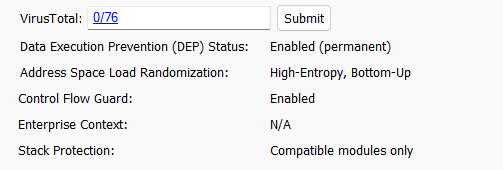 VirusTotal: 0/76 Submit
Data Execution Prevention (DEP) Status: Enabled (permanent)
Address Space Load Randomization: High-Entropy, Bottom-Up
Control Flow Guard: Enabled
Enterprise Context: N/A
Stack Protection: Compatible modules only